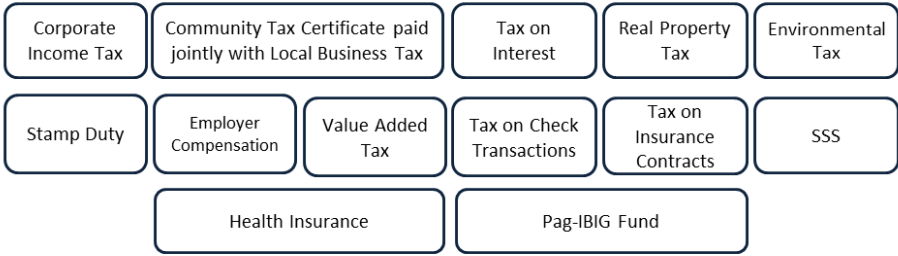 Corporate
Income Tax
Community Tax Certificate paid
jointly with Local Business Tax
Tax on
Interest
Real Property
Tax
Environmental
Tax
Stamp Duty
Employer
Compensation
Value Added
Tax
Tax on Check
Transactions
Tax on
Insurance
Contracts
SSS
Health Insurance
Pag-IBIG Fund